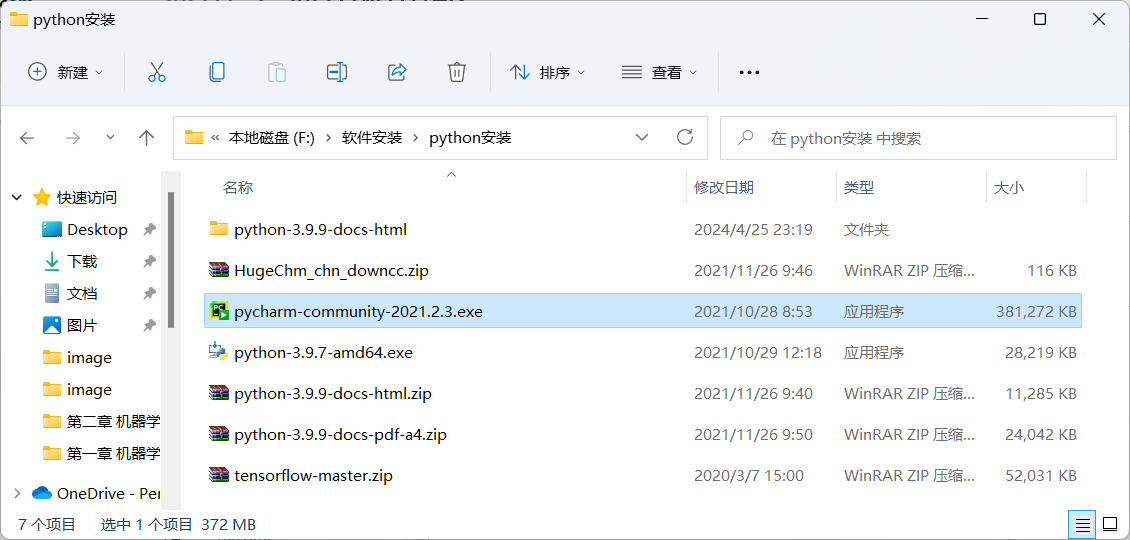 python安装
新建 排序 查看
« 本地磁盘 (F:) > 软件安装 > python安装 在 python安装 中搜索
名称 修改日期 类型 大小
快速访问
Desktop
下载
文档
图片
image
image
第二章 机器学
第一章 机器学
OneDrive - Per
python-3.9.9-docs-html 2024/4/25 23:19 文件夹
HugeChm_chn_downcc.zip 2021/11/26 9:46 WinRAR ZIP 压缩... 116 KB
pycharm-community-2021.2.3.exe 2021/10/28 8:53 应用程序 381,272 KB
python-3.9.7-amd64.exe 2021/10/29 12:18 应用程序 28,219 KB
python-3.9.9-docs-html.zip 2021/11/26 9:40 WinRAR ZIP 压缩... 11,285 KB
python-3.9.9-docs-pdf-a4.zip 2021/11/26 9:50 WinRAR ZIP 压缩... 24,042 KB
tensorflow-master.zip 2020/3/7 15:00 WinRAR ZIP 压缩... 52,031 KB
7 个项目 选中 1 个项目 372 MB